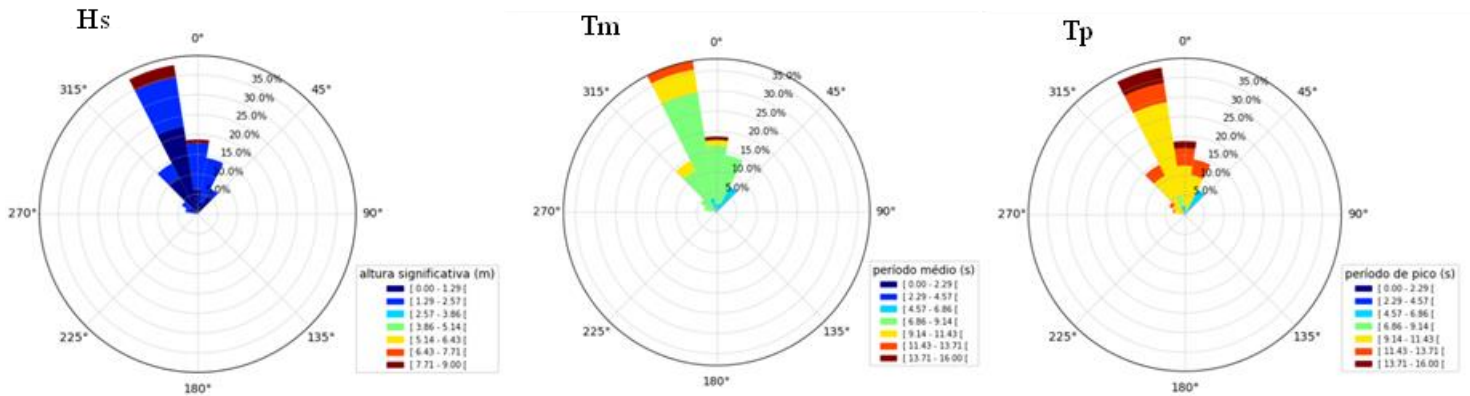 Hs
0°
45°
90°
135°
180°
225°
270°
315°
35.0%
30.0%
25.0%
20.0%
15.0%
10.0%
5.0%
altura significativa (m)
[ 0.00 - 1.29 [
[ 1.29 - 2.57 [
[ 2.57 - 3.86 [
[ 3.86 - 5.14 [
[ 5.14 - 6.43 [
[ 6.43 - 7.71 [
[ 7.71 - 9.00 [
Tm
0°
45°
90°
135°
180°
225°
270°
315°
35.0%
30.0%
25.0%
20.0%
15.0%
10.0%
5.0%
período médio (s)
[ 0.00 - 2.29 [
[ 2.29 - 4.57 [
[ 4.57 - 6.86 [
[ 6.86 - 9.14 [
[ 9.14 - 11.43 [
[ 11.43 - 13.71 [
[ 13.71 - 16.00 [
Tp
0°
45°
90°
135°
180°
225°
270°
315°
35.0%
30.0%
25.0%
20.0%
15.0%
10.0%
5.0%
período de pico (s)
[ 0.00 - 2.29 [
[ 2.29 - 4.57 [
[ 4.57 - 6.86 [
[ 6.86 - 9.14 [
[ 9.14 - 11.43 [
[ 11.43 - 13.71 [
[ 13.71 - 16.00 [